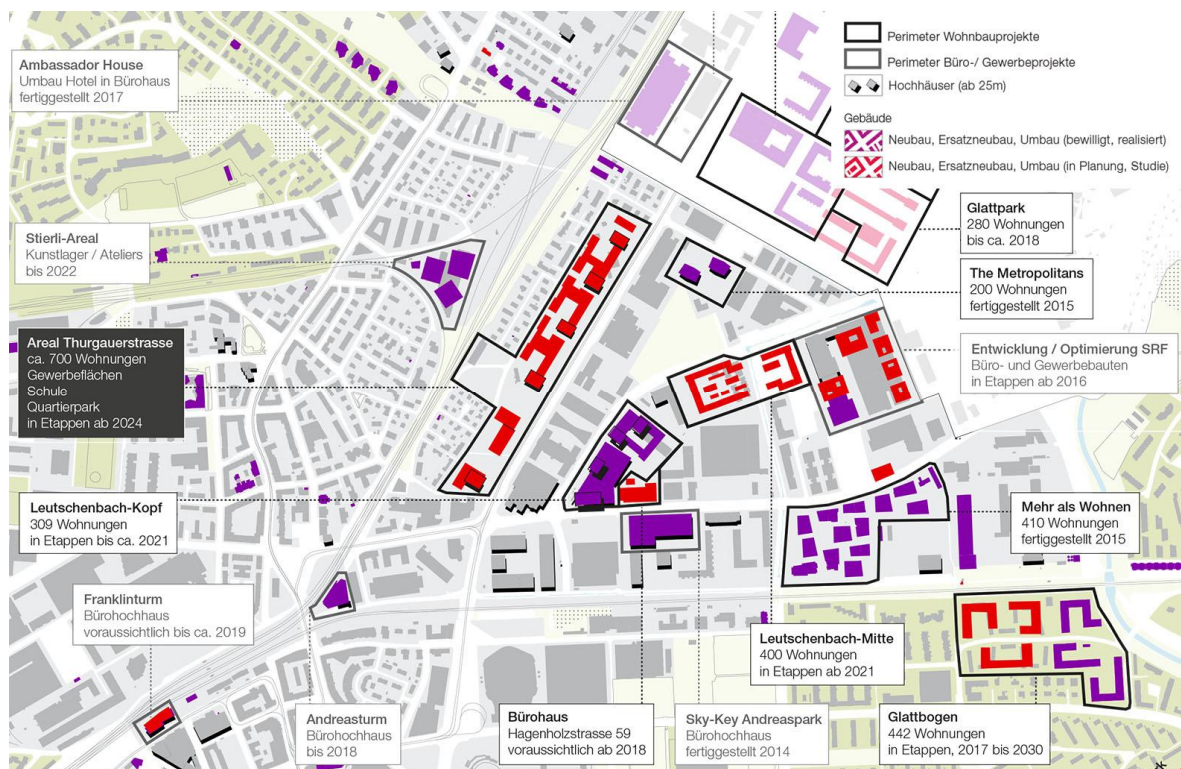 Ambassador House
Umbau Hotel in Bürohaus
fertiggestellt 2017
Perimeter Wohnbauprojekte
Perimeter Büro-/ Gewerbeprojekte
Hochhäuser (ab 25m)
Gebäude
Neubau, Ersatzneubau, Umbau (bewilligt, realisiert)
Neubau, Ersatzneubau, Umbau (in Planung, Studie)
Glattpark
280 Wohnungen
bis ca. 2018
Stierli-Areal
Kunstlager / Ateliers
bis 2022
The Metropolitans
200 Wohnungen
fertiggestellt 2015
Areal Thurgauerstrasse
ca. 700 Wohnungen
Gewerbeflächen
Schule
Quartierpark
in Etappen ab 2024
Entwicklung / Optimierung SRF
Büro- und Gewerbebauten
in Etappen ab 2016
Leutschenbach-Kopf
309 Wohnungen
in Etappen bis ca. 2021
Mehr als Wohnen
410 Wohnungen
fertiggestellt 2015
Franklinturm
Bürohochhaus
voraussichtlich bis ca. 2019
Leutschenbach-Mitte
400 Wohnungen
in Etappen ab 2021
Andreasturm
Bürohochhaus
bis 2018
Bürohaus
Hagenholzstrasse 59
voraussichtlich ab 2018
Sky-Key Andreaspark
Bürohochhaus
fertiggestellt 2014
Glattbogen
442 Wohnungen
in Etappen, 2017 bis 2030